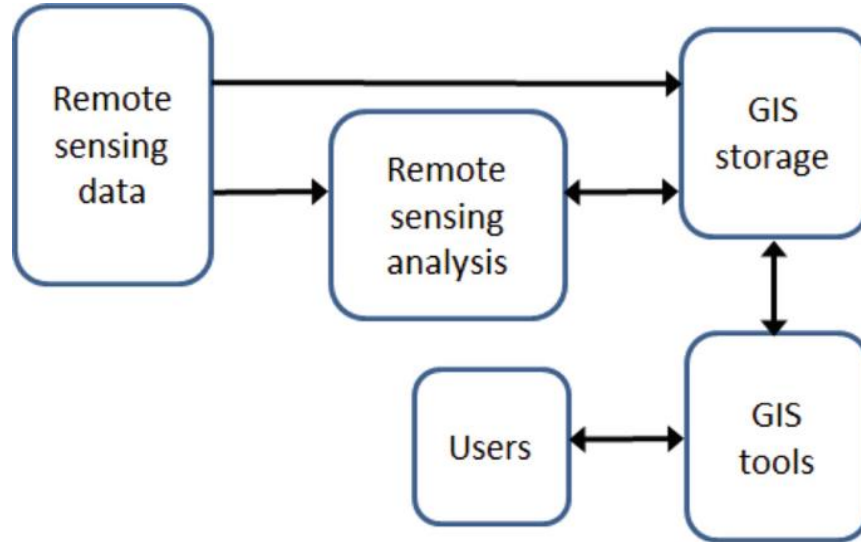 Remote
sensing
data
Remote
sensing
analysis
GIS
storage
Users
GIS
tools